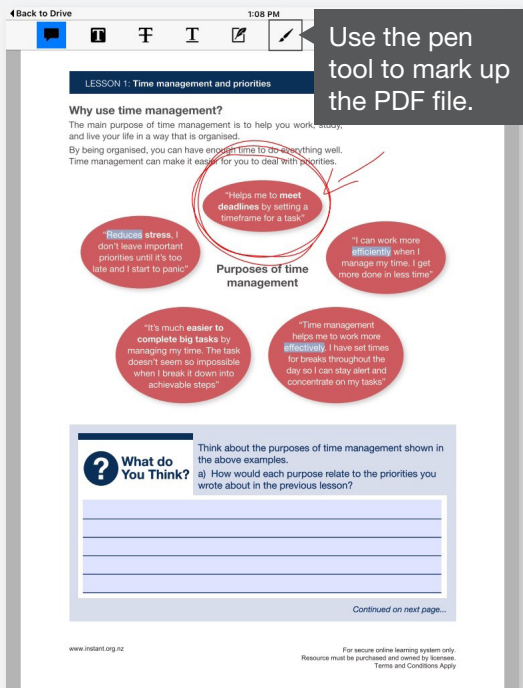 Back to Drive
1:08 PM
T
T
T
Use the pen
tool to mark up
the PDF file.
LESSON 1: Time management and priorities
Why use time management?
The main purpose of time management is to help you work, study,
and live your life in a way that is organised.
By being organised, you can have enough time to do everything well.
Time management can make it easier for you to deal with priorities.
"Helps me to meet
deadlines by setting a
timeframe for a task"
"Reduces stress, I
don't leave important
priorities until it's too
late and I start to panic"
"I can work more
efficiently when I
manage my time. I get
more done in less time"
Purposes of time
management
"It's much easier to
complete big tasks by
managing my time. The task
doesn't seem so impossible
when I break it down into
achievable steps"
"Time management
helps me to work more
effectively. I have set times
for breaks throughout the
day so I can stay alert and
concentrate on my tasks"
?
What do
You Think?
Think about the purposes of time management shown in
the above examples.
a) How would each purpose relate to the priorities you
wrote about in the previous lesson?
Continued on next page...
www.instant.org.nz
For secure online learning system only.
Resource must be purchased and owned by licensee.
Terms and Conditions Apply